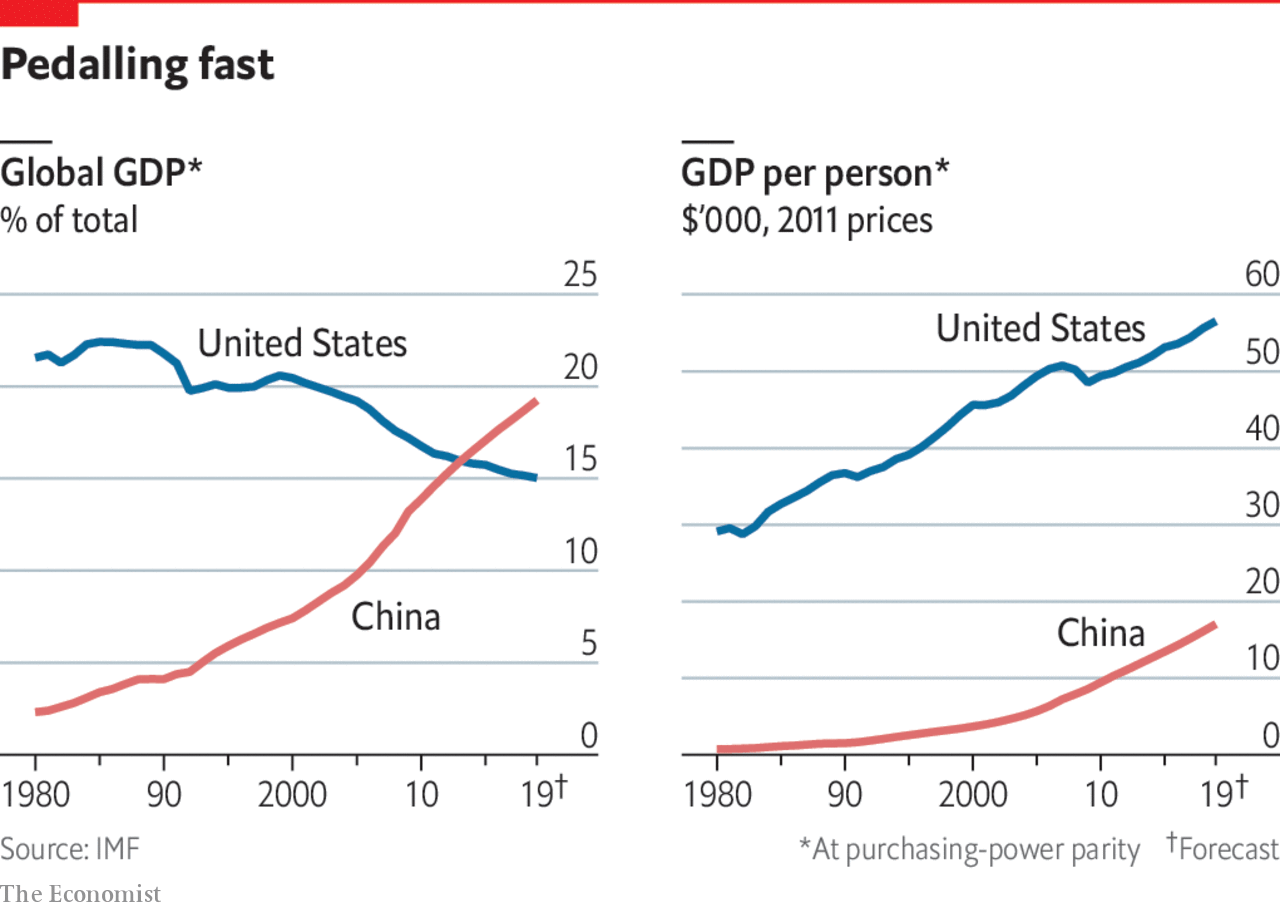 Pedalling fast
Global GDP*
% of total
25
20
15
10
5
0
United States
China
1980 90 2000 10 19†
GDP per person*
$’000, 2011 prices
60
50
40
30
20
10
0
United States
China
1980 90 2000 10 19†
Source: IMF
*At purchasing-power parity †Forecast
The Economist